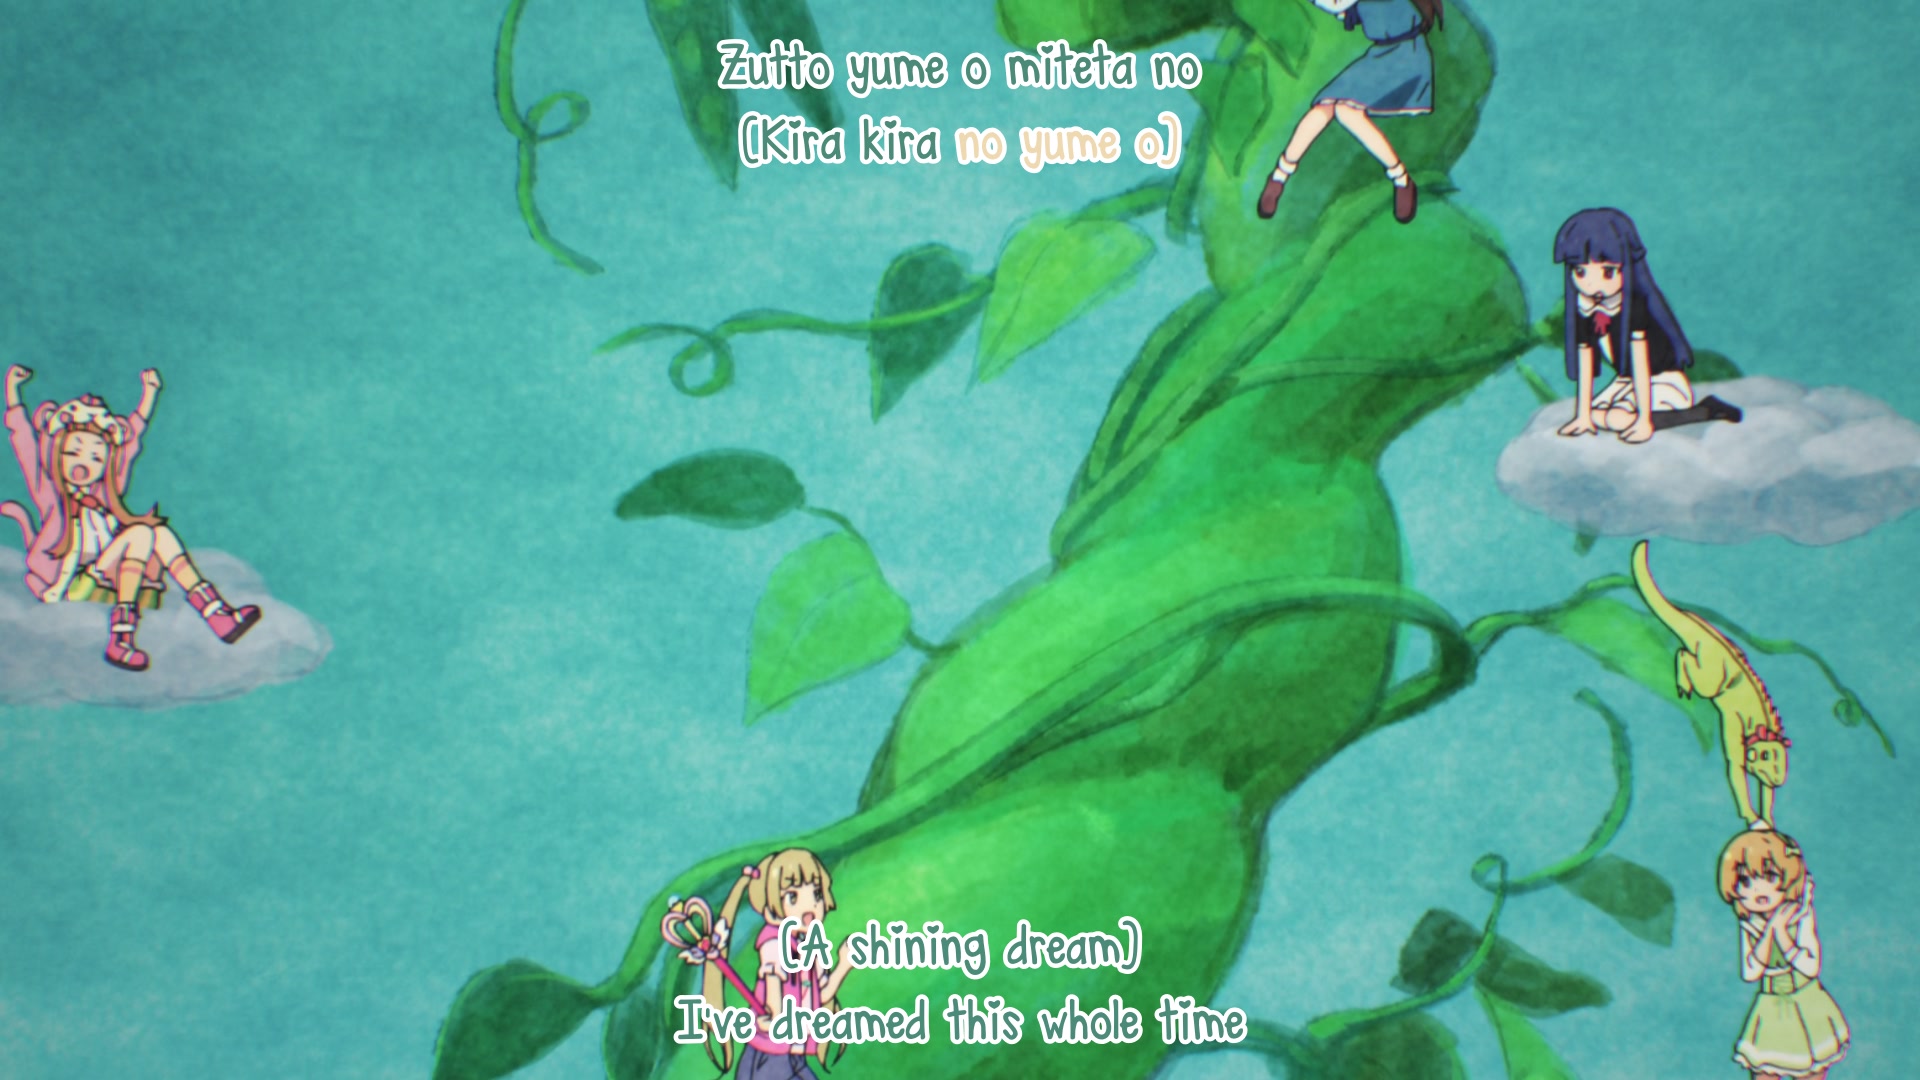 Zutto yume o miteta no
(Kira kira no yume o)
(A shining dream)
I've dreamed this whole time